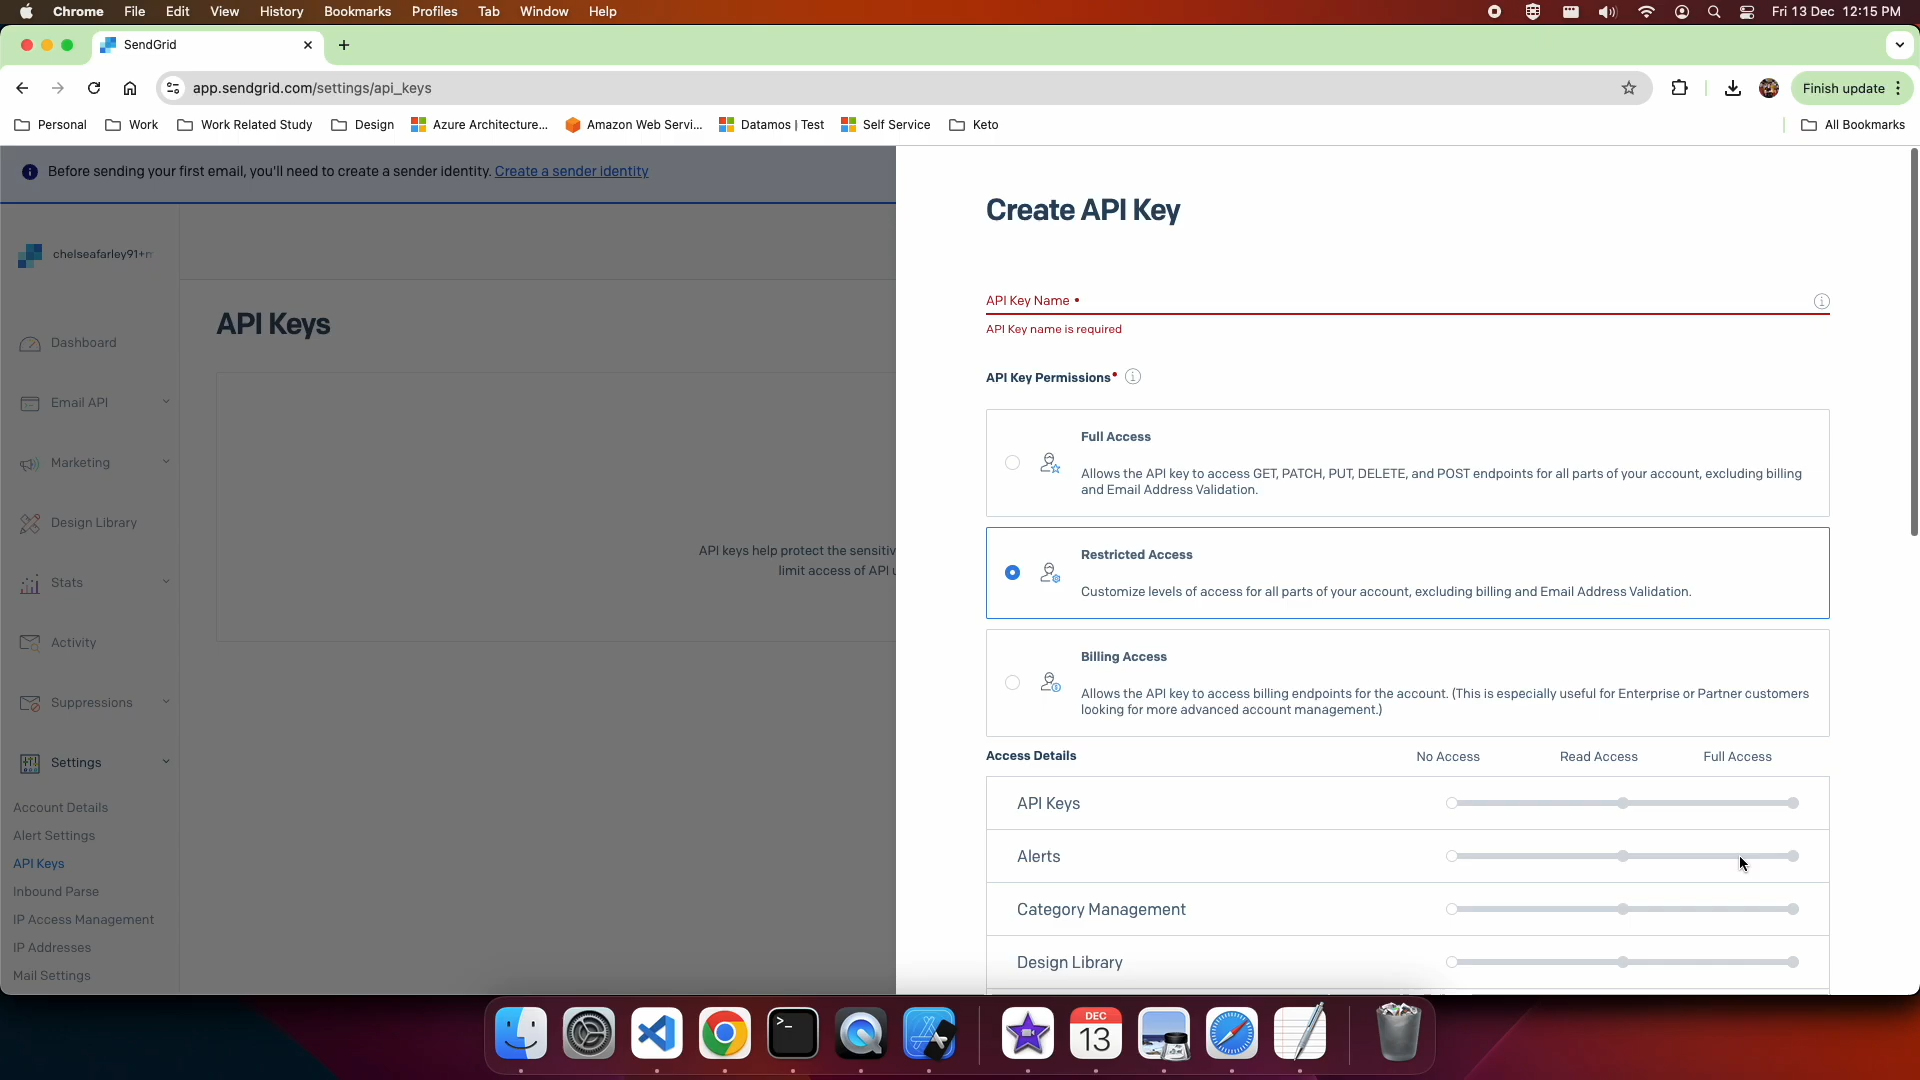 Chrome File Edit View History Bookmarks Profiles Tab Window Help Fri 13 Dec 12:15 PM
SendGrid
app.sendgrid.com/settings/api_keys Finish update
Personal Work Work Related Study Design Azure Architecture... Amazon Web Servi... Datamos | Test Self Service Keto All Bookmarks
Before sending your first email, you'll need to create a sender identity. Create a sender identity
chelseafarley91+
Dashboard
Email API
Marketing
Design Library
Stats
Activity
Suppressions
Settings
Account Details
Alert Settings
API Keys
Inbound Parse
IP Access Management
IP Addresses
Mail Settings
API Keys
API keys help protect the sensitiv
limit access of API
Create API Key
API Key Name •
API Key name is required
API Key Permissions•
Full Access
Allows the API key to access GET, PATCH, PUT, DELETE, and POST endpoints for all parts of your account, excluding billing
and Email Address Validation.
Restricted Access
Customize levels of access for all parts of your account, excluding billing and Email Address Validation.
Billing Access
Allows the API key to access billing endpoints for the account. (This is especially useful for Enterprise or Partner customers
looking for more advanced account management.)
Access Details No Access Read Access Full Access
API Keys
Alerts
Category Management
Design Library
DEC
13